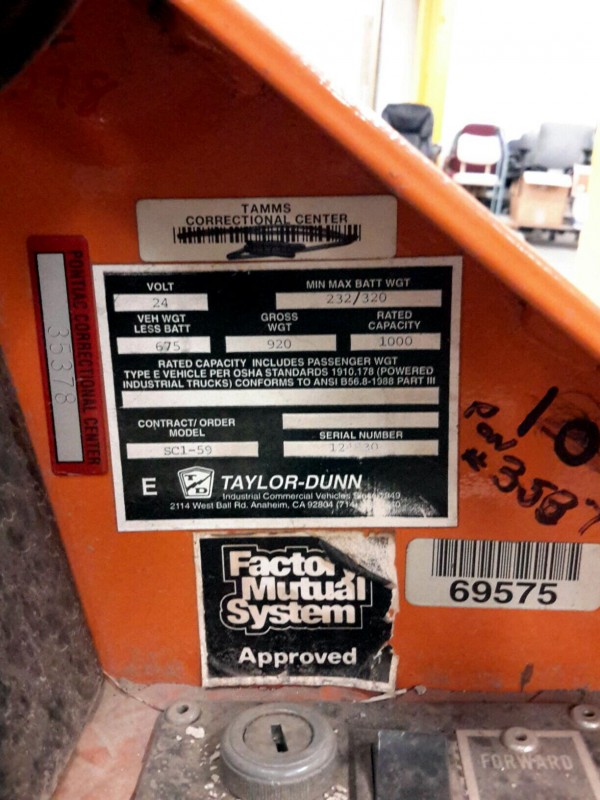 TAMMS
CORRECTIONAL CENTER
PONTIAC CORRECTIONAL CENTER
35378
VOLT
24
MIN MAX BATT WGT
232/320
VEH WGT
LESS BATT
675
GROSS
WGT
920
RATED
CAPACITY
1000
RATED CAPACITY INCLUDES PASSENGER WGT
TYPE E VEHICLE PER OSHA STANDARDS 1910.178 (POWERED
INDUSTRIAL TRUCKS) CONFORMS TO ANSI B56.8-1988 PART III
CONTRACT/ORDER
MODEL
SC1-59
SERIAL NUMBER
E
T/D
TAYLOR-DUNN
Industrial Commercial Vehicles Since 1949
2114 West Ball Rd. Anaheim, CA 92804 (714)
Factory
Mutual
System
Approved
69575
FORWARD